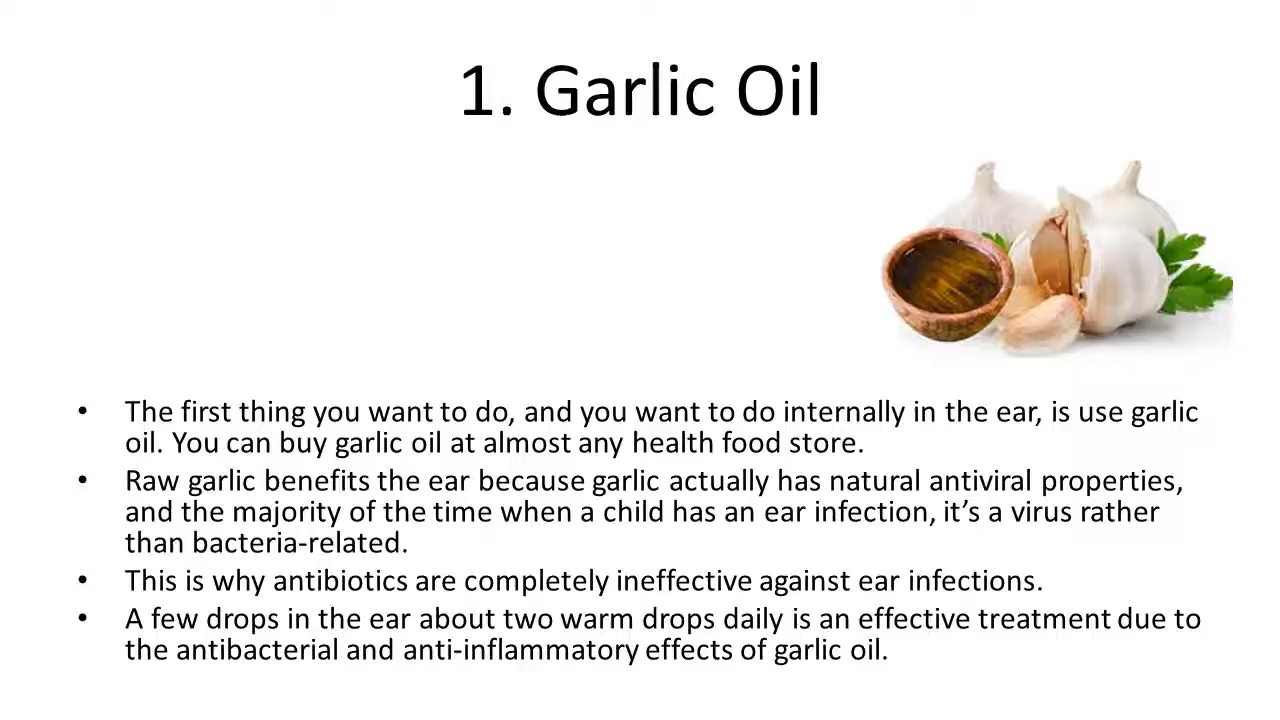 1. Garlic Oil
• The first thing you want to do, and you want to do internally in the ear, is use garlic
oil. You can buy garlic oil at almost any health food store.
• Raw garlic benefits the ear because garlic actually has natural antiviral properties,
and the majority of the time when a child has an ear infection, it’s a virus rather
than bacteria-related.
• This is why antibiotics are completely ineffective against ear infections.
• A few drops in the ear about two warm drops daily is an effective treatment due to
the antibacterial and anti-inflammatory effects of garlic oil.